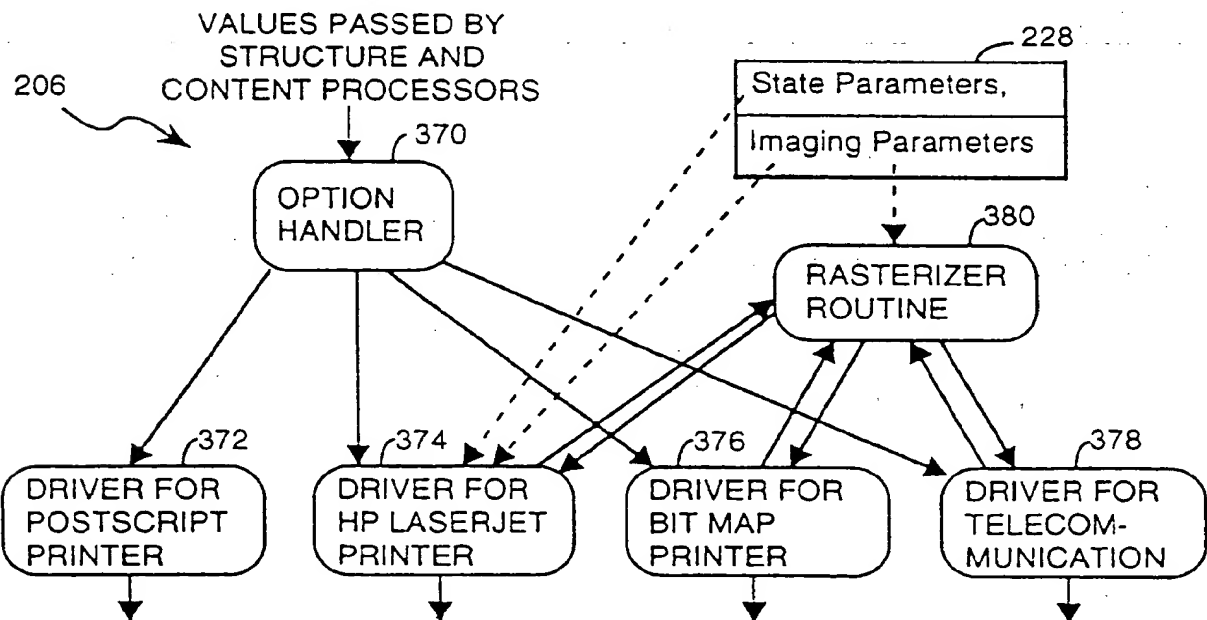 VALUES PASSED BY
STRUCTURE AND
CONTENT PROCESSORS
206
228
State Parameters,
Imaging Parameters
370
OPTION
HANDLER
380
RASTERIZER
ROUTINE
372
DRIVER FOR
POSTSCRIPT
PRINTER
374
DRIVER FOR
HP LASERJET
PRINTER
376
DRIVER FOR
BIT MAP
PRINTER
378
DRIVER FOR
TELECOM-
MUNICATION